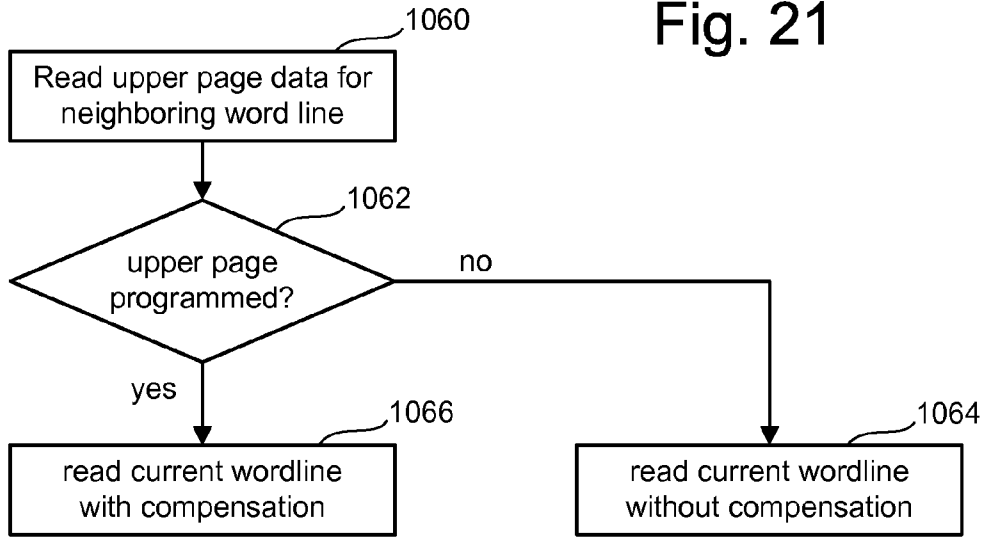 Fig. 21
1060
Read upper page data for
neighboring word line
1062
upper page
programmed?
no
yes
1066
read current wordline
with compensation
1064
read current wordline
without compensation